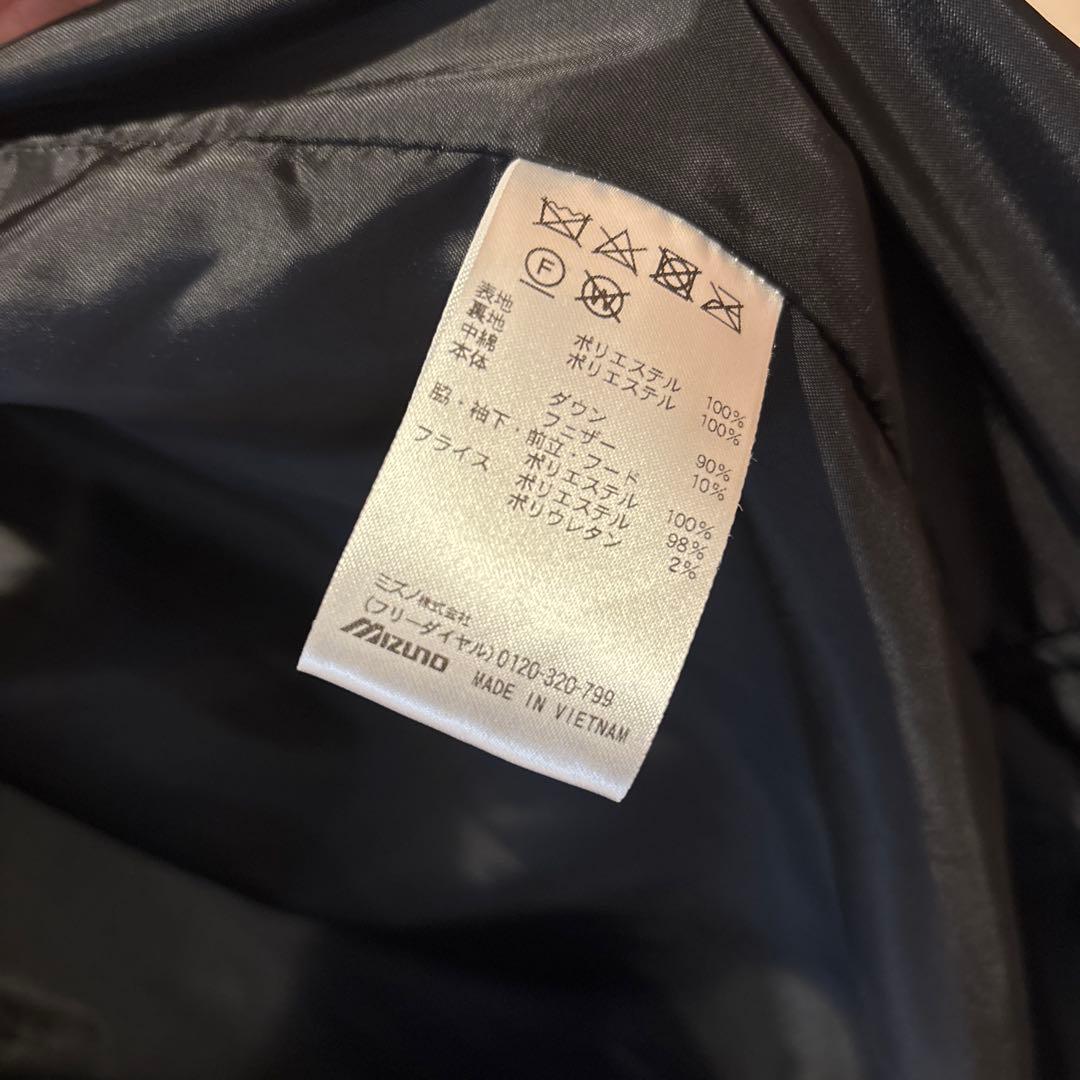 F W
表地 ポリエステル 100%
裏地 ポリエステル 100%
中綿
本体 ダウン 90%
フェザー 10%
脇・袖下・前立・フード
ポリエステル 100%
フライス ポリエステル 98%
ポリウレタン 2%
ミズノ株式会社
(フリーダイヤル)0120-320-799
MIZUNO MADE IN VIETNAM